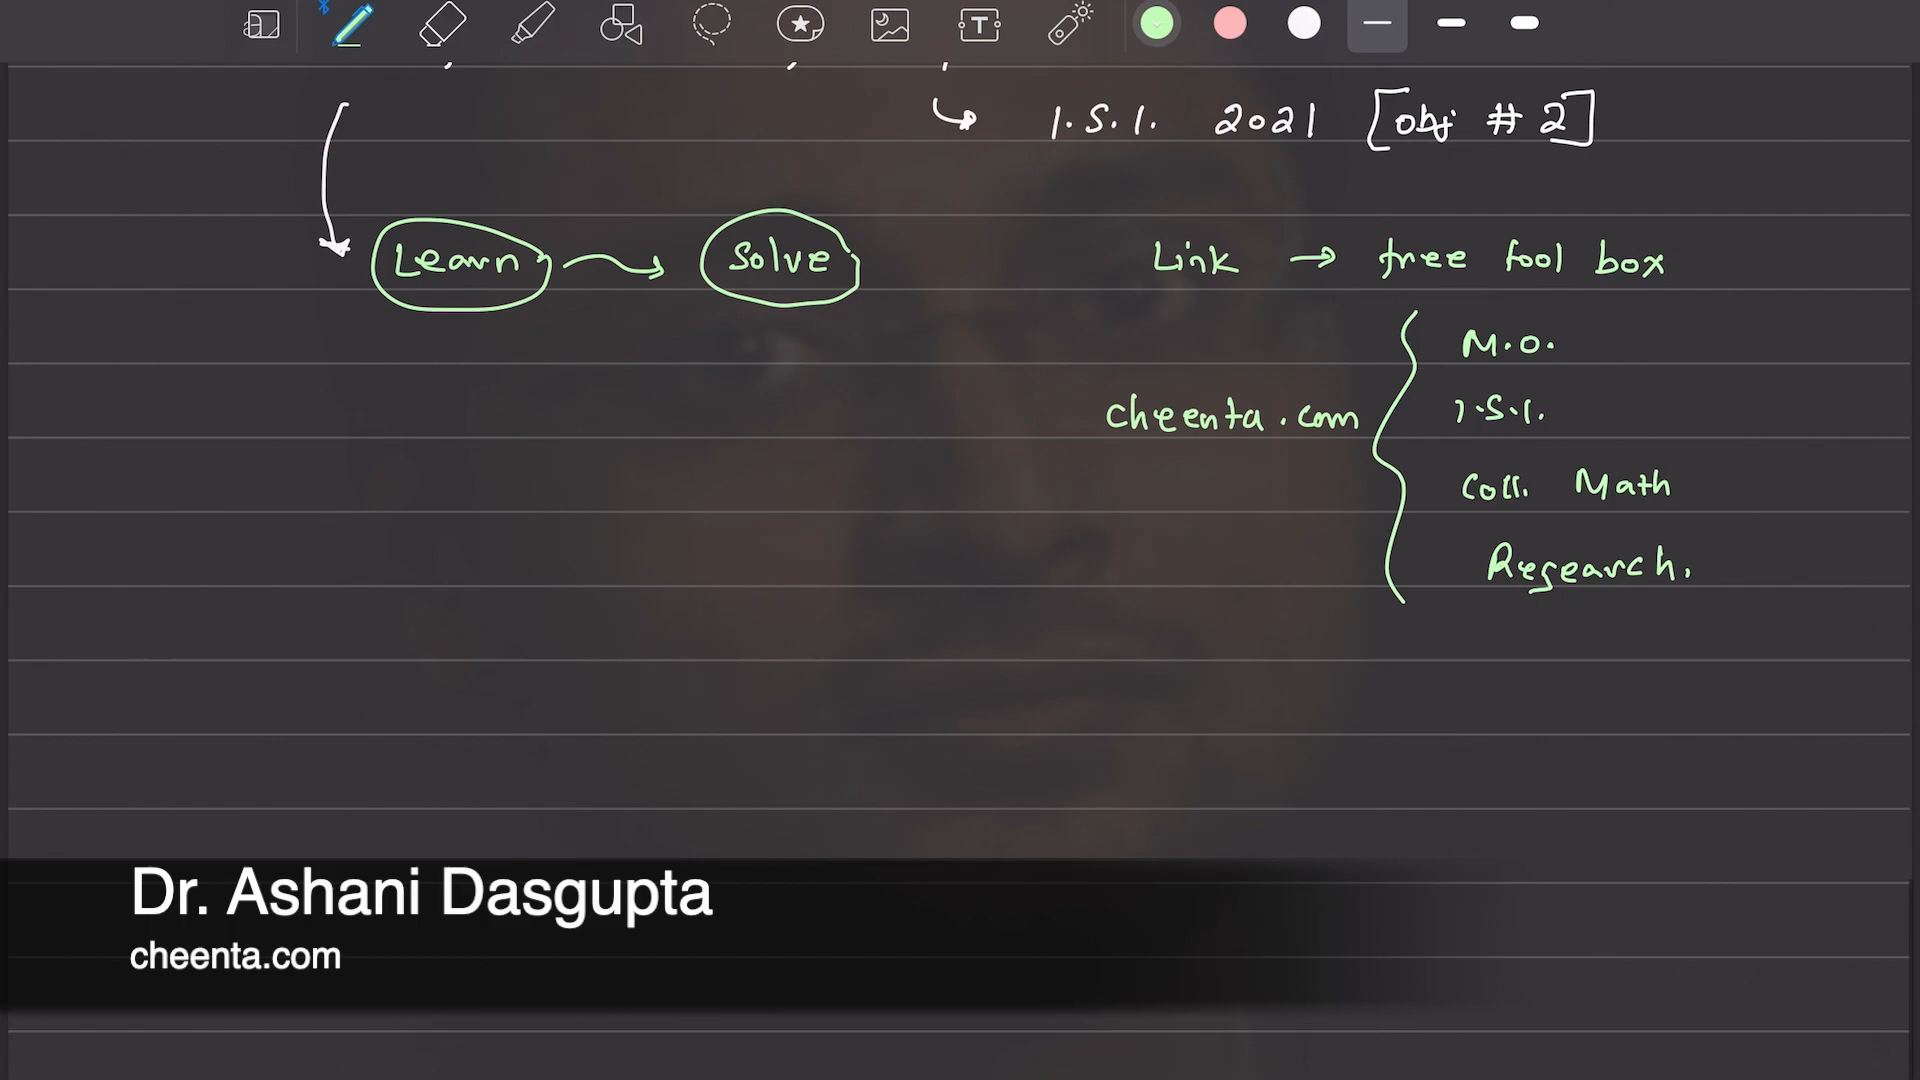 I.S.I. 2021 [obj # 2]
Learn → Solve
Link → free tool box
M.O.
cheenta.com
I.S.I.
Coll. Math
Research.
Dr. Ashani Dasgupta
cheenta.com